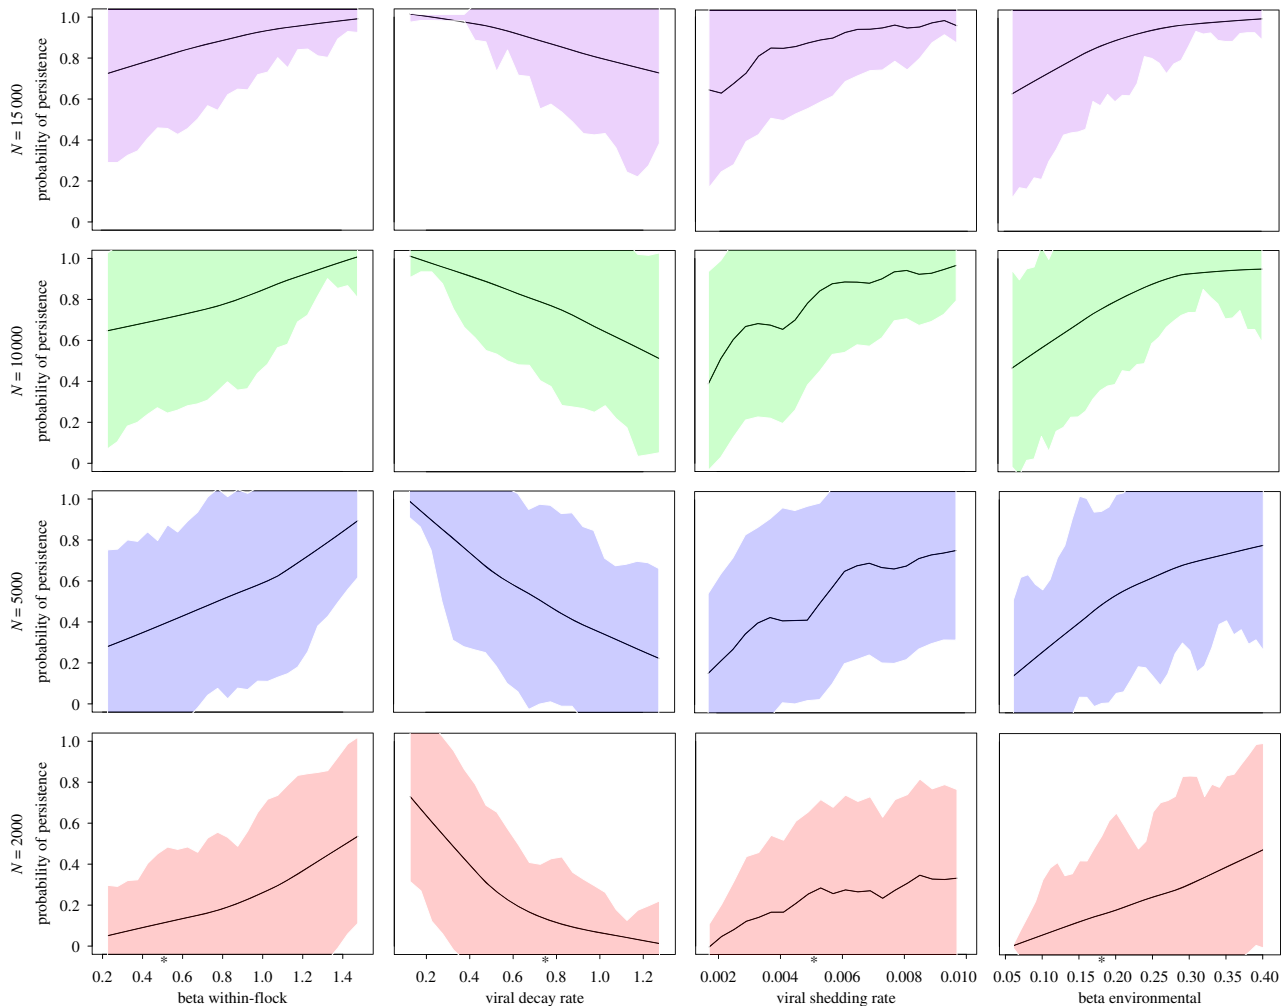 N = 15 000
probability of persistence
1.0
0.8
0.6
0.4
0.2
0
N = 10 000
probability of persistence
1.0
0.8
0.6
0.4
0.2
0
N = 5000
probability of persistence
1.0
0.8
0.6
0.4
0.2
0
N = 2000
probability of persistence
1.0
0.8
0.6
0.4
0.2
0
* * * *
0.2 0.4 0.6 0.8 1.0 1.2 1.4 0.2 0.4 0.6 0.8 1.0 1.2 0.002 0.004 0.006 0.008 0.010 0.05 0.10 0.15 0.20 0.25 0.30 0.35 0.40
beta within-flock viral decay rate viral shedding rate beta environmental